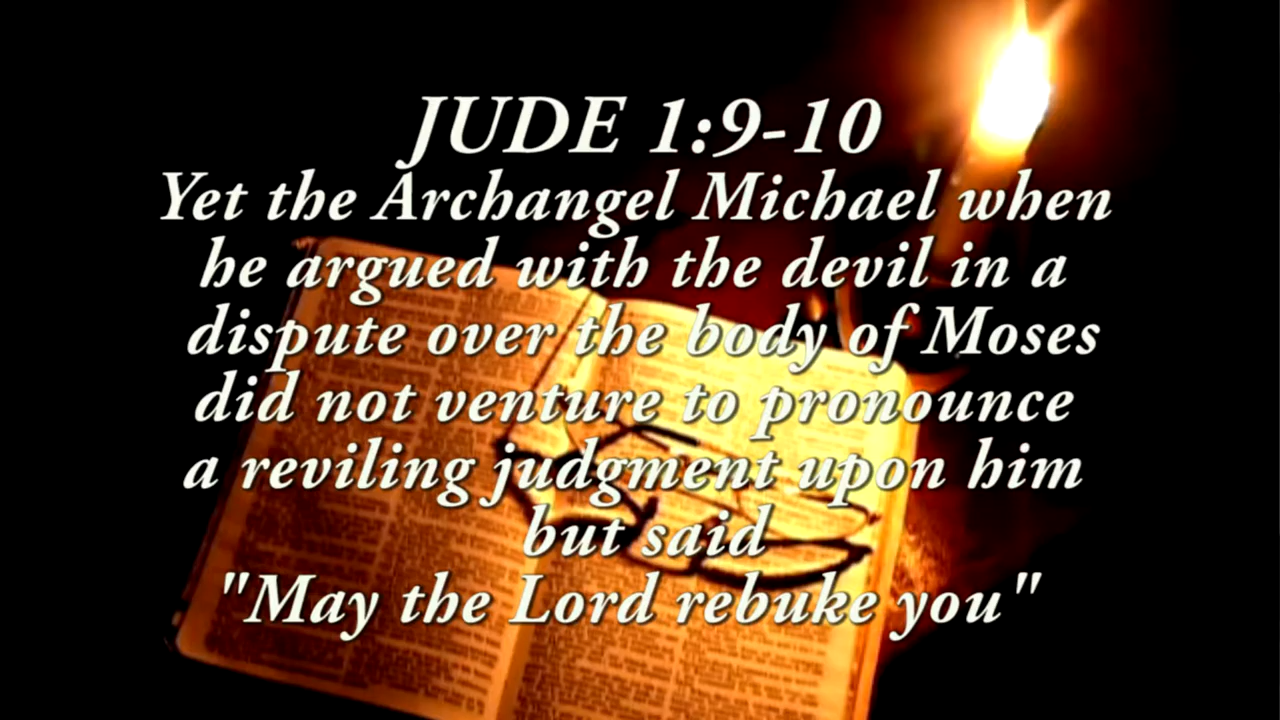 JUDE 1:9-10
Yet the Archangel Michael when
he argued with the devil in a
dispute over the body of Moses
did not venture to pronounce
a reviling judgment upon him
but said
"May the Lord rebuke you"